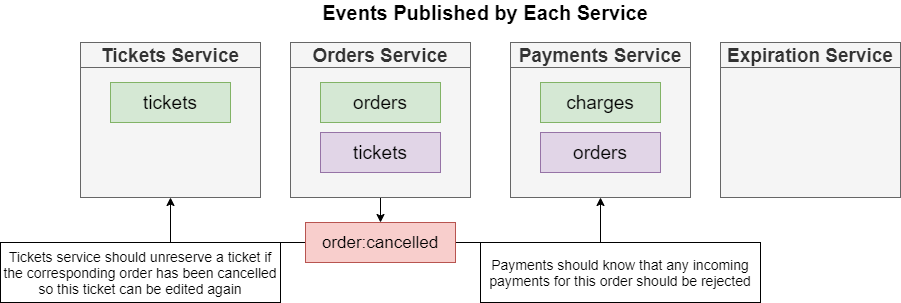 Events Published by Each Service
Tickets Service
Orders Service
Payments Service
Expiration Service
tickets
orders
charges
tickets
orders
order:cancelled
Tickets service should unreserve a ticket if
the corresponding order has been cancelled
so this ticket can be edited again
Payments should know that any incoming
payments for this order should be rejected